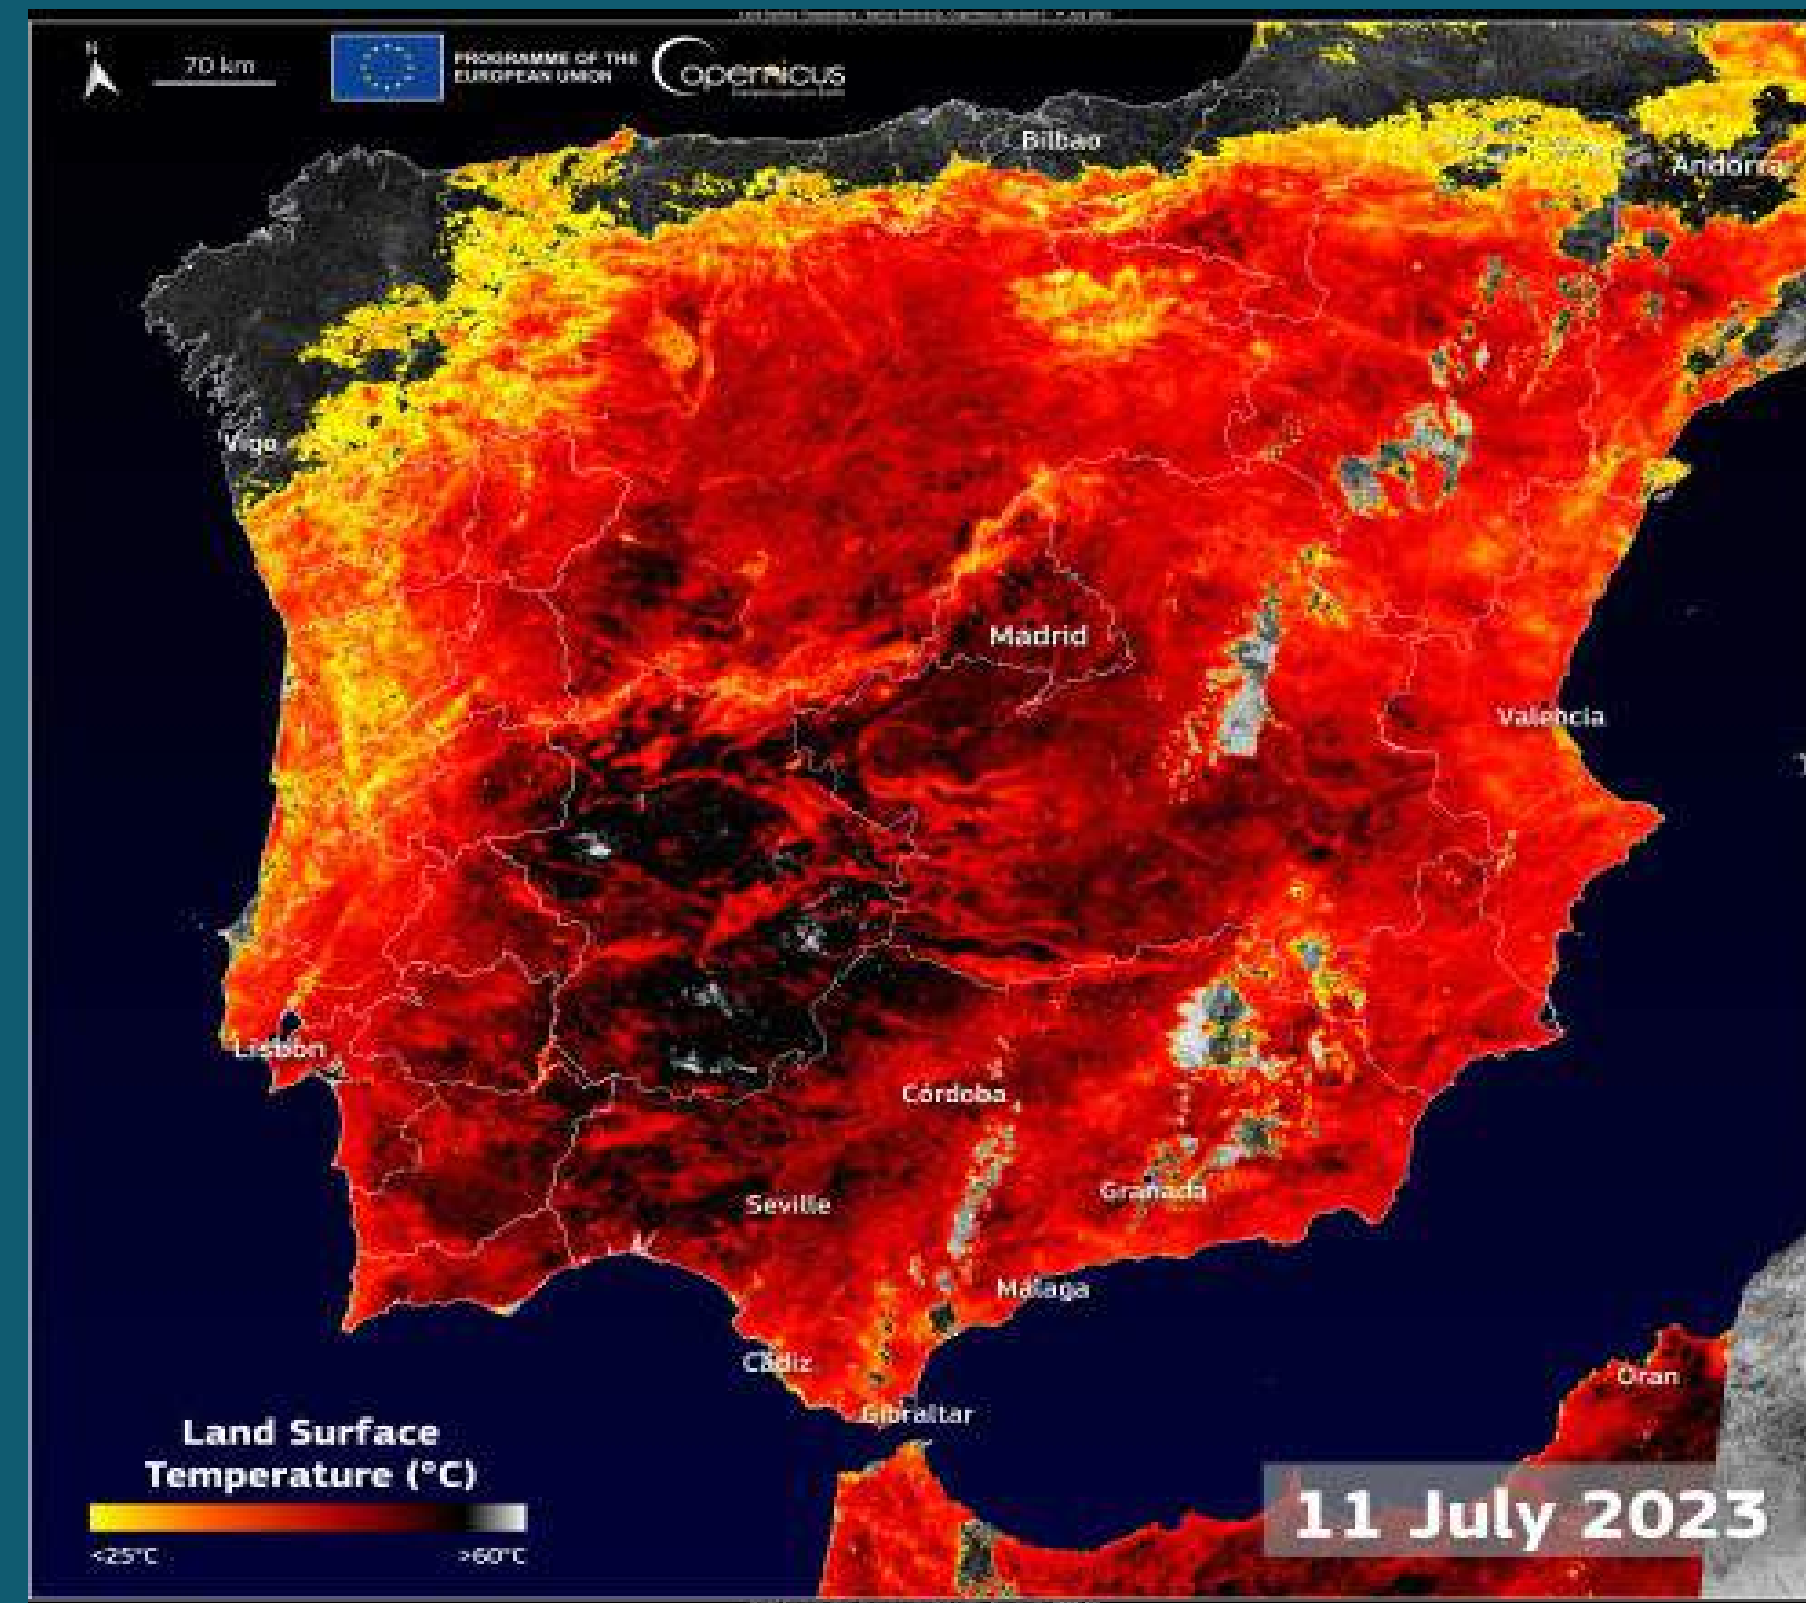 N
70 km
PROGRAMME OF THE
EUROPEAN UNION
opernicus
Bilbao
Andorra
Vigo
Madrid
Valencia
Lisbon
Córdoba
Seville
Granada
Málaga
Cádiz
Gibraltar
Oran
Land Surface
Temperature (°C)
<25°C
>60°C
11 July 2023